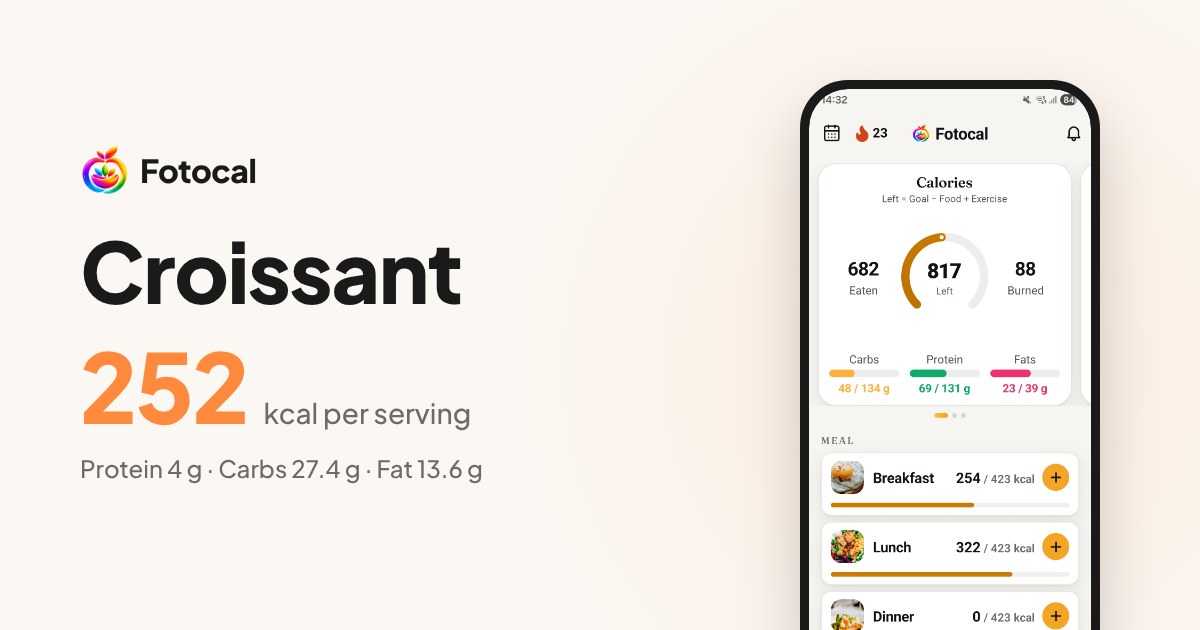 Fotocal
Croissant
252 kcal per serving
Protein 4 g · Carbs 27.4 g · Fat 13.6 g
14:32
84
23
Fotocal
Calories
Left = Goal − Food + Exercise
682
Eaten
817
Left
88
Burned
Carbs
48 / 134 g
Protein
69 / 131 g
Fats
23 / 39 g
MEAL
Breakfast 254 / 423 kcal
Lunch 322 / 423 kcal
Dinner 0 / 423 kcal